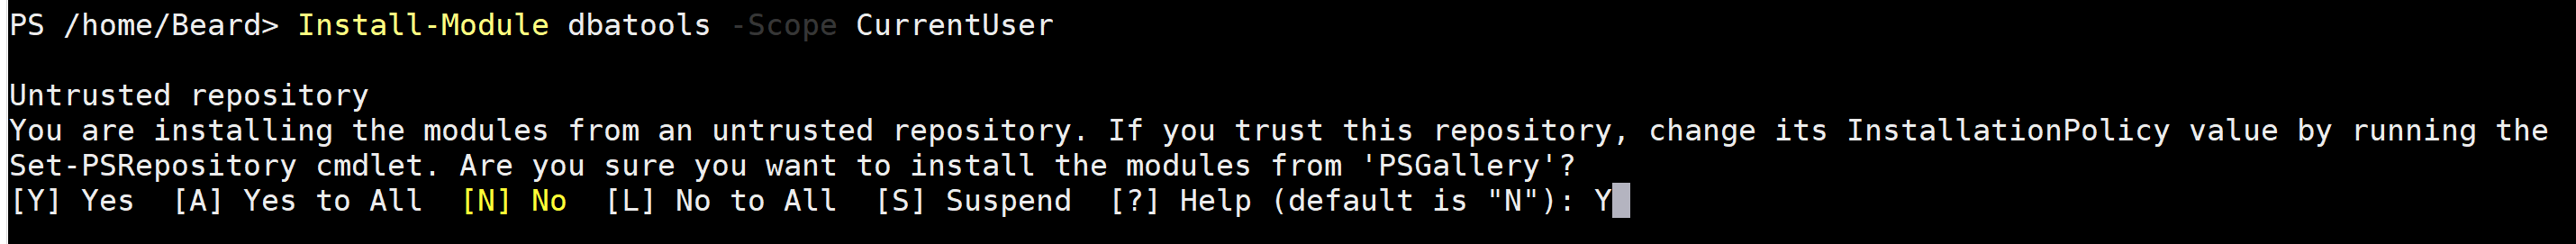 PS /home/Beard> Install-Module dbatools -Scope CurrentUser
Untrusted repository
You are installing the modules from an untrusted repository. If you trust this repository, change its InstallationPolicy value by running the
Set-PSRepository cmdlet. Are you sure you want to install the modules from 'PSGallery'?
[Y] Yes  [A] Yes to All  [N] No  [L] No to All  [S] Suspend  [?] Help (default is "N"): Y